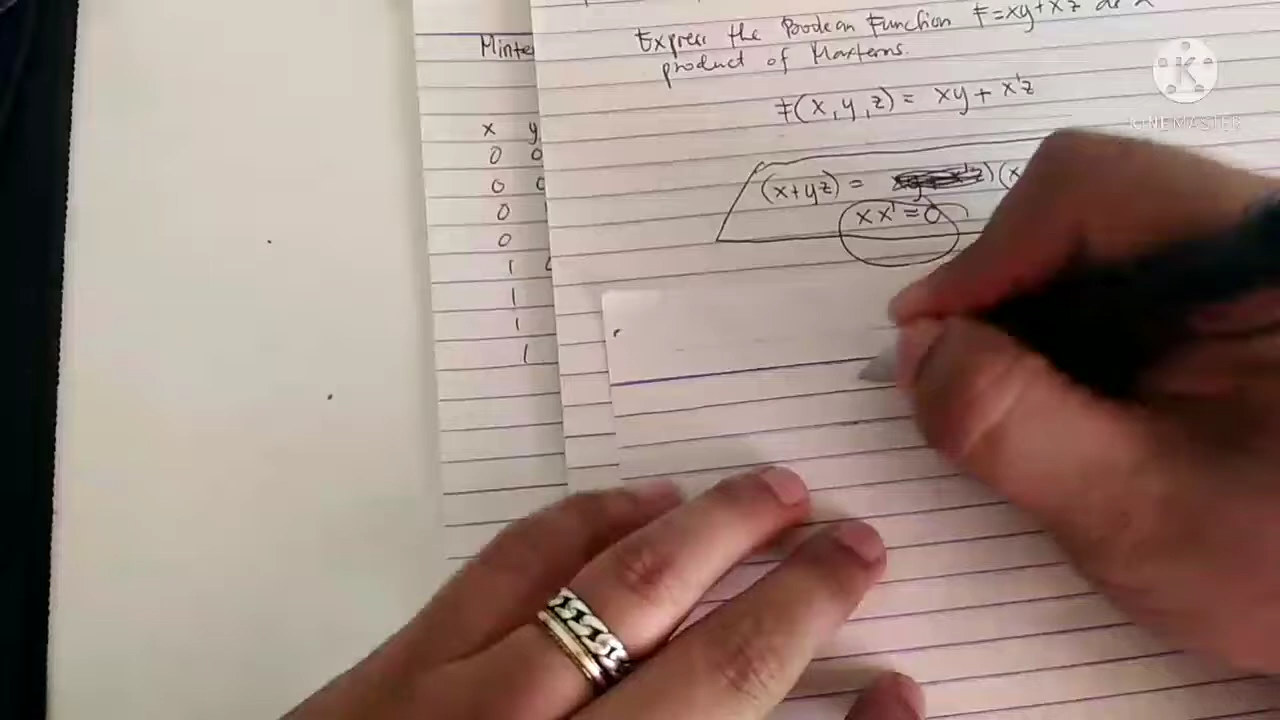 Minte
x y
0 0
0 0
0
0
1
1
1
1
Express the Boolean Function F=xy+x'z as a
product of Maxterms.
F(x,y,z) = xy + x'z
(x+yz) = )(x
xx'=0
K
KINEMASTER